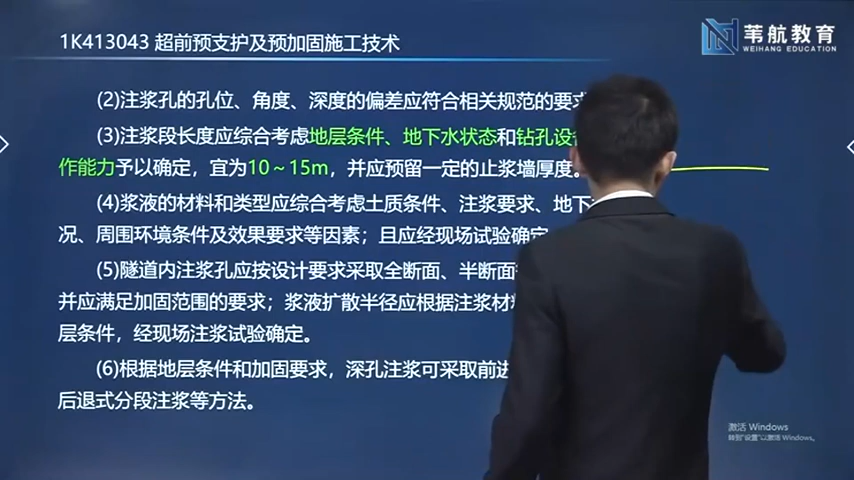 1K413043 超前预支护及预加固施工技术
苇航教育
WEIHANG EDUCATION
(2)注浆孔的孔位、角度、深度的偏差应符合相关规范的要求
(3)注浆段长度应综合考虑地层条件、地下水状态和钻孔设
作能力予以确定，宜为10～15m，并应预留一定的止浆墙厚度。
(4)浆液的材料和类型应综合考虑土质条件、注浆要求、地下
况、周围环境条件及效果要求等因素；且应经现场试验确定
(5)隧道内注浆孔应按设计要求采取全断面、半断面
并应满足加固范围的要求；浆液扩散半径应根据注浆材
层条件，经现场注浆试验确定。
(6)根据地层条件和加固要求，深孔注浆可采取前进
后退式分段注浆等方法。
激活 Windows
转到"设置"以激活 Windows。